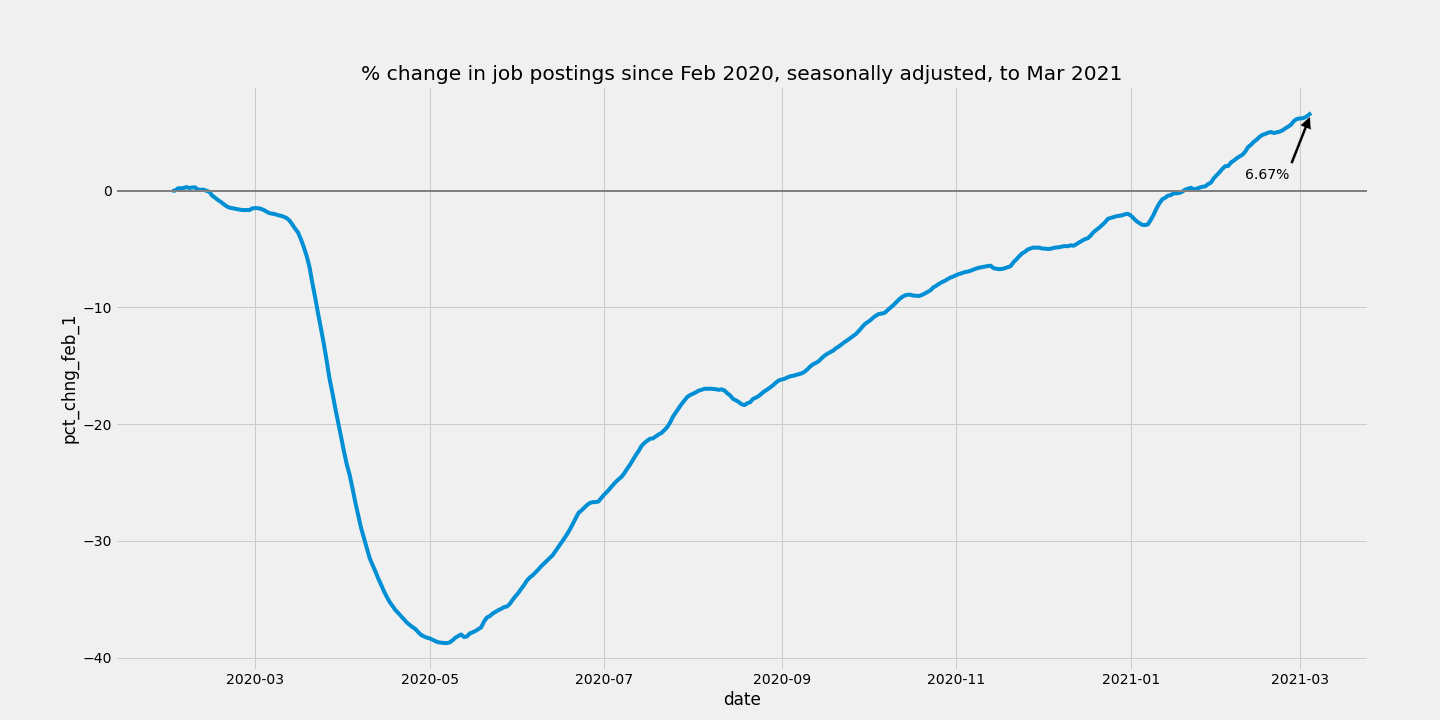 % change in job postings since Feb 2020, seasonally adjusted, to Mar 2021
6.67%
0
−10
−20
−30
−40
pct_chng_feb_1
2020-03 2020-05 2020-07 2020-09 2020-11 2021-01 2021-03
date